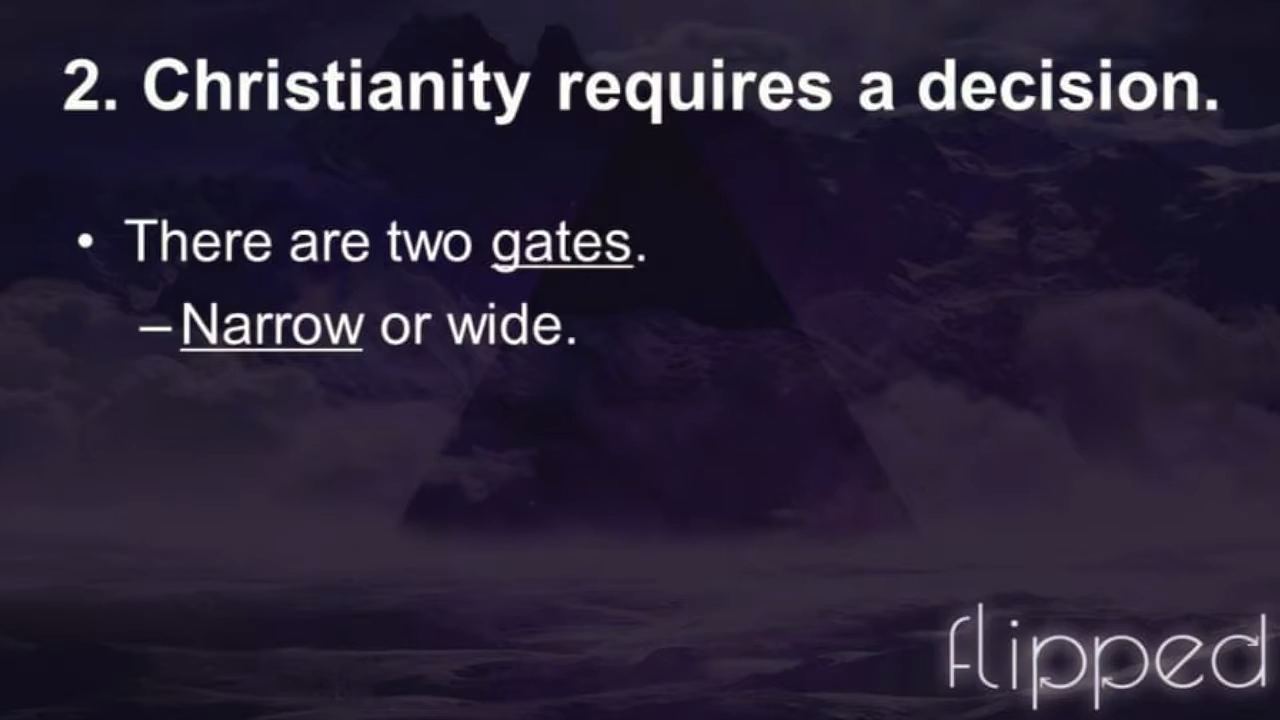 2. Christianity requires a decision.
• There are two gates.
– Narrow or wide.
flipped